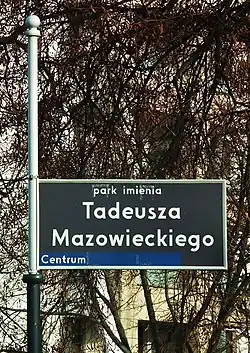 park imienia
Tadeusza
Mazowieckiego
Centrum